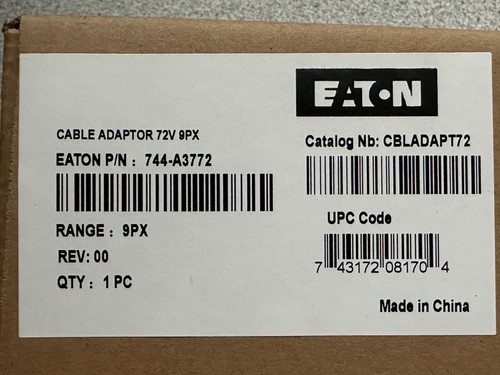 EATON
CABLE ADAPTOR 72V 9PX
Catalog Nb: CBLADAPT72
EATON P/N : 744-A3772
RANGE : 9PX
UPC Code
REV: 00
7 43172 08170 4
QTY : 1 PC
Made in China